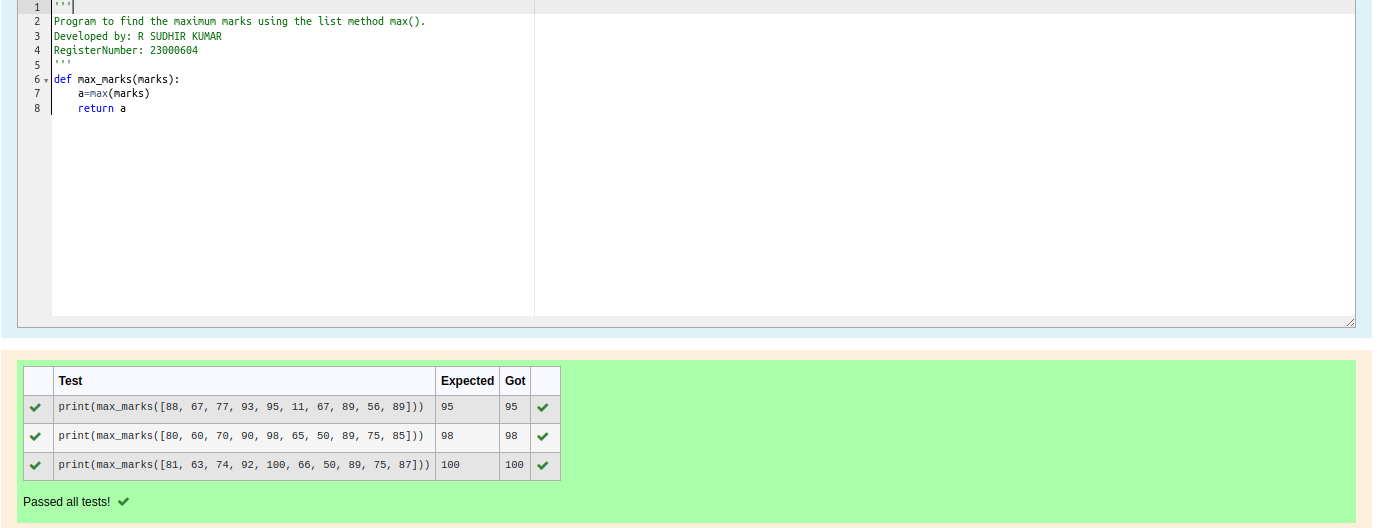 1 '''
2 Program to find the maximum marks using the list method max().
3 Developed by: R SUDHIR KUMAR
4 RegisterNumber: 23000604
5 '''
6 def max_marks(marks):
7     a=max(marks)
8     return a
Test Expected Got
print(max_marks([88, 67, 77, 93, 95, 11, 67, 89, 56, 89])) 95 95
print(max_marks([80, 60, 70, 90, 98, 65, 50, 89, 75, 85])) 98 98
print(max_marks([81, 63, 74, 92, 100, 66, 50, 89, 75, 87])) 100 100
Passed all tests!